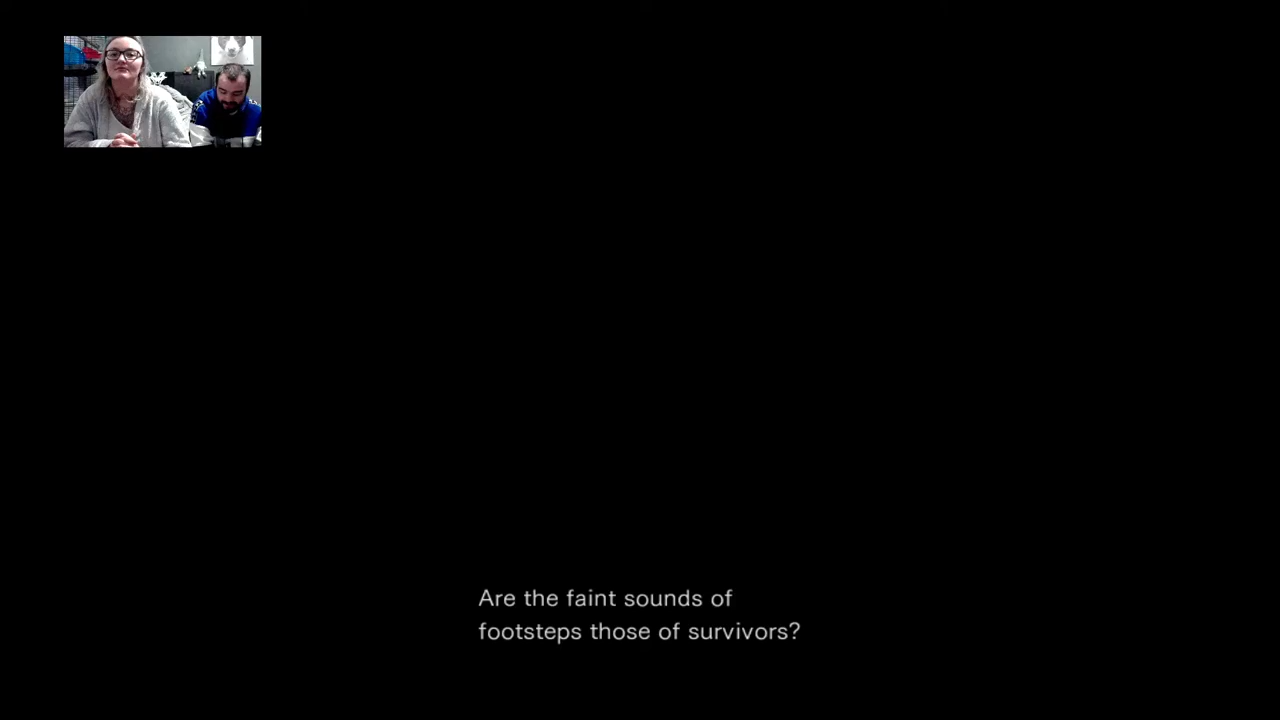 Are the faint sounds of
footsteps those of survivors?